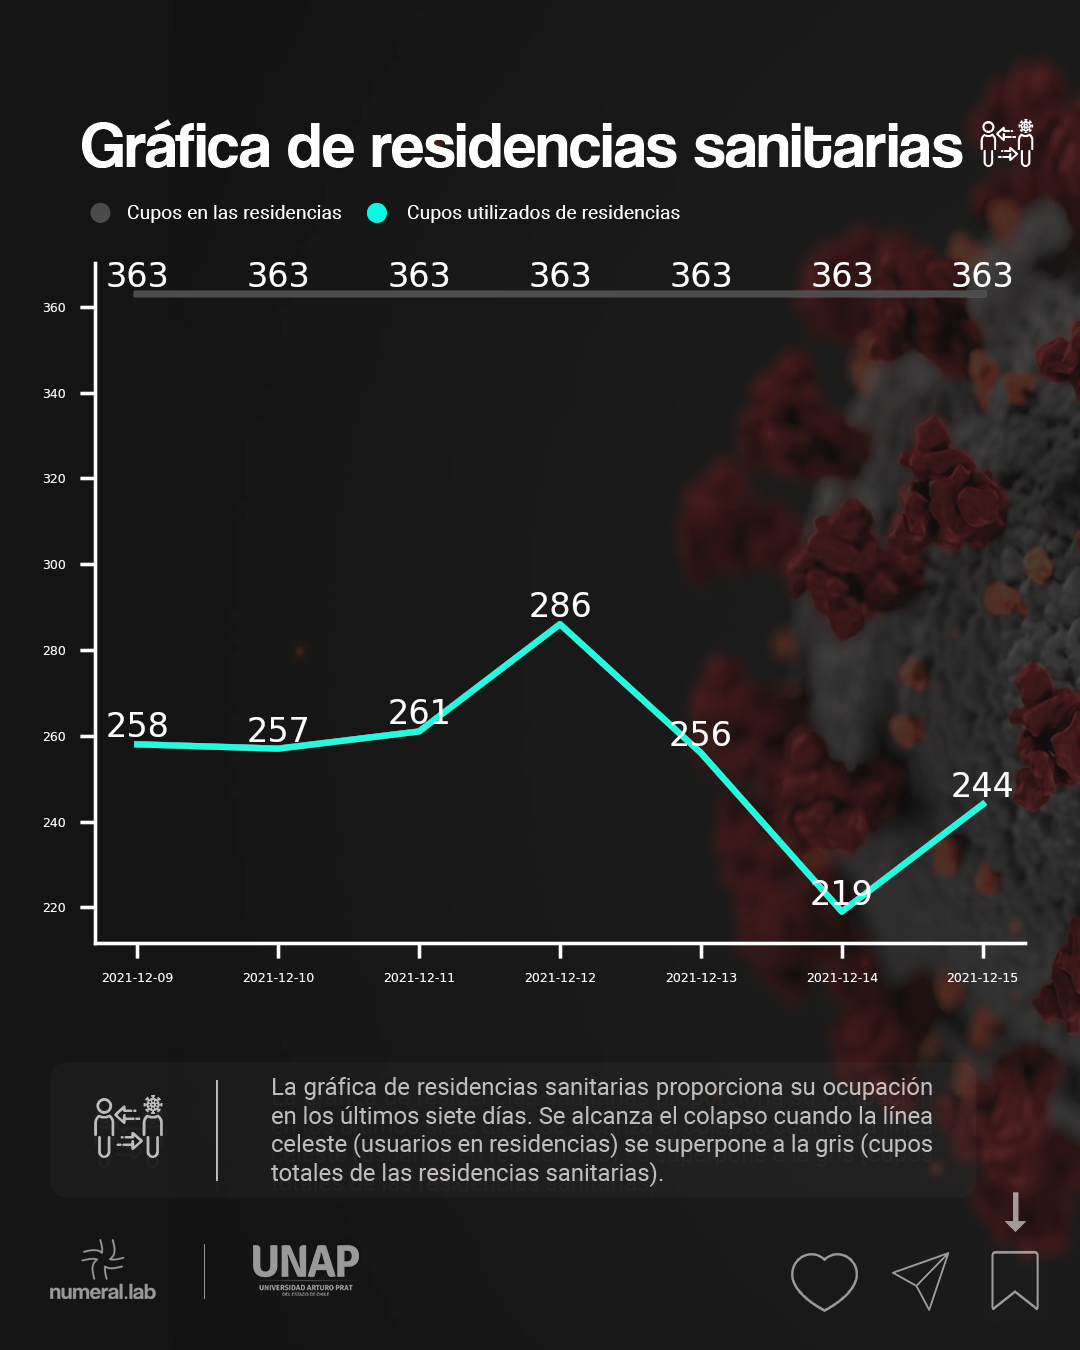 Gráfica de residencias sanitarias
Cupos en las residencias Cupos utilizados de residencias
363 363 363 363 363 363 363
360
340
320
300
280
260
240
220
286
258 257 261 256 219 244
2021-12-09 2021-12-10 2021-12-11 2021-12-12 2021-12-13 2021-12-14 2021-12-15
La gráfica de residencias sanitarias proporciona su ocupación
en los últimos siete días. Se alcanza el colapso cuando la línea
celeste (usuarios en residencias) se superpone a la gris (cupos
totales de las residencias sanitarias).
numeral.lab
UNAP
UNIVERSIDAD ARTURO PRAT
DEL ESTADO DE CHILE